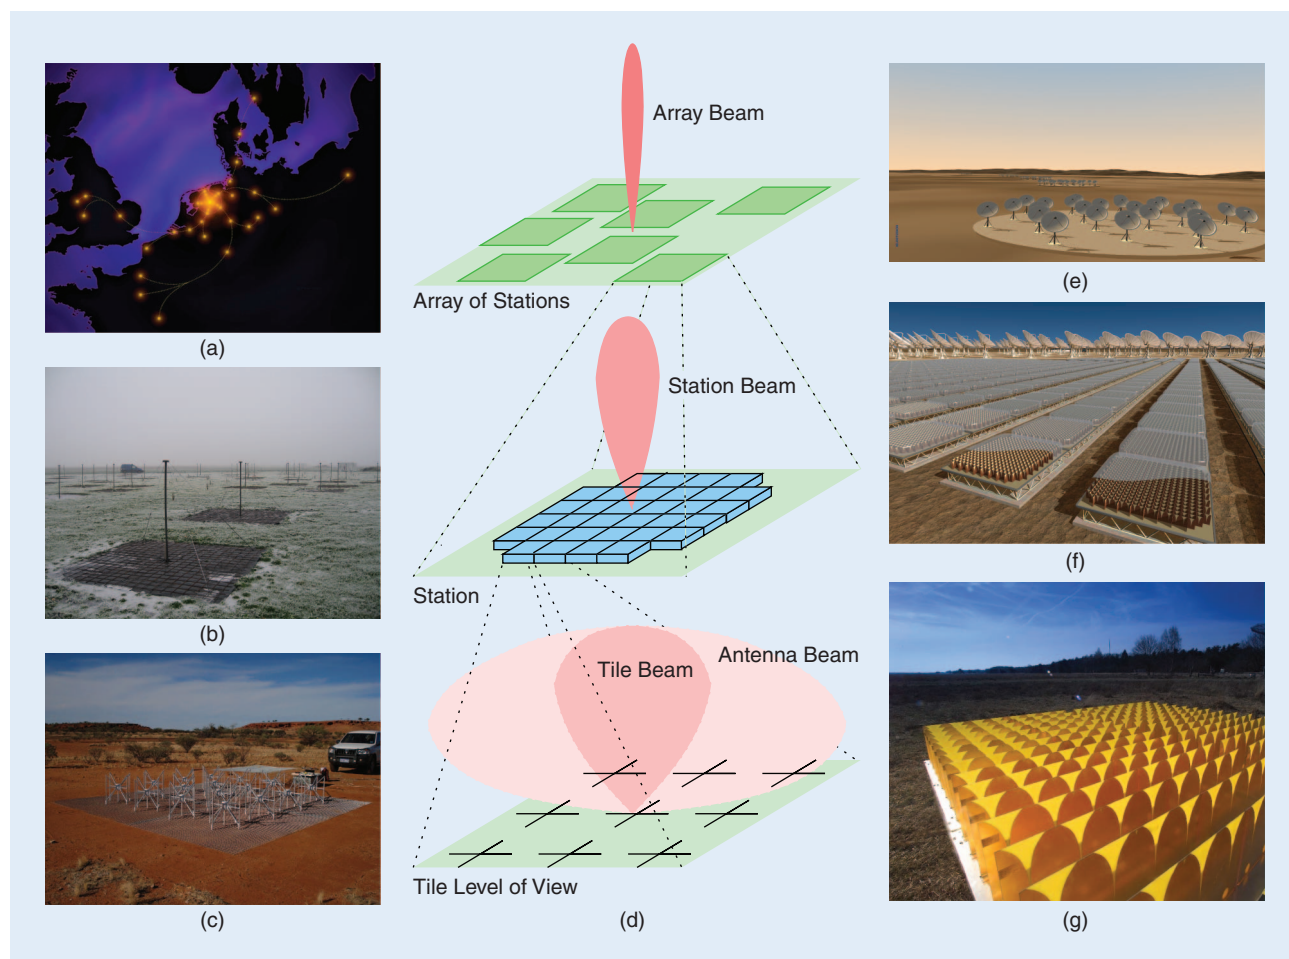 (a)
(b)
(c)
Array Beam
Array of Stations
Station Beam
Station
Tile Beam
Antenna Beam
Tile Level of View
(d)
(e)
(f)
(g)